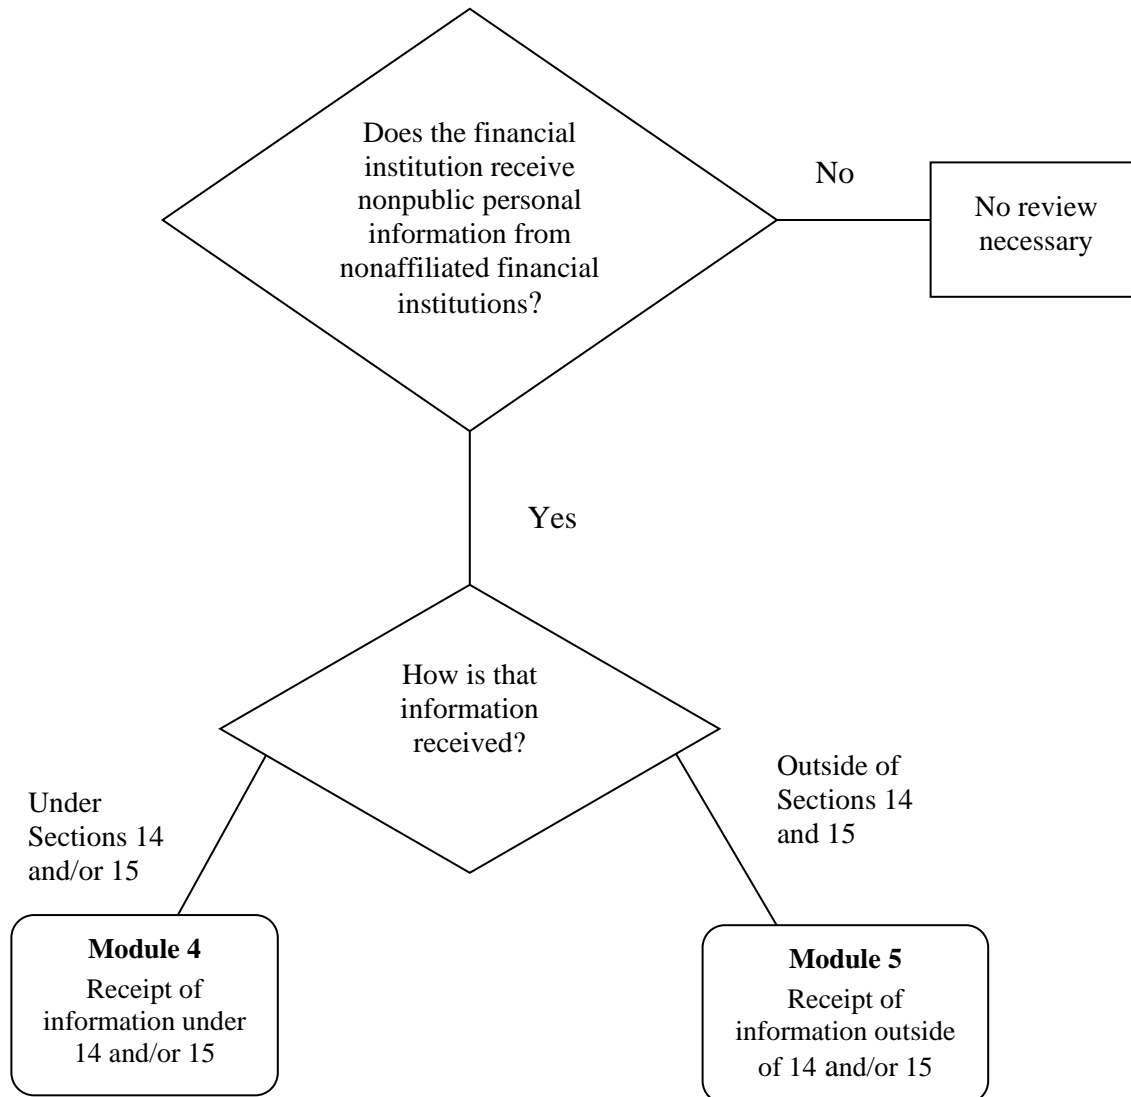 Does the financial
institution receive
nonpublic personal
information from
nonaffiliated financial
institutions?
No
No review
necessary
Yes
How is that
information
received?
Under
Sections 14
and/or 15
Outside of
Sections 14
and 15
Module 4
Receipt of
information under
14 and/or 15
Module 5
Receipt of
information outside
of 14 and/or 15